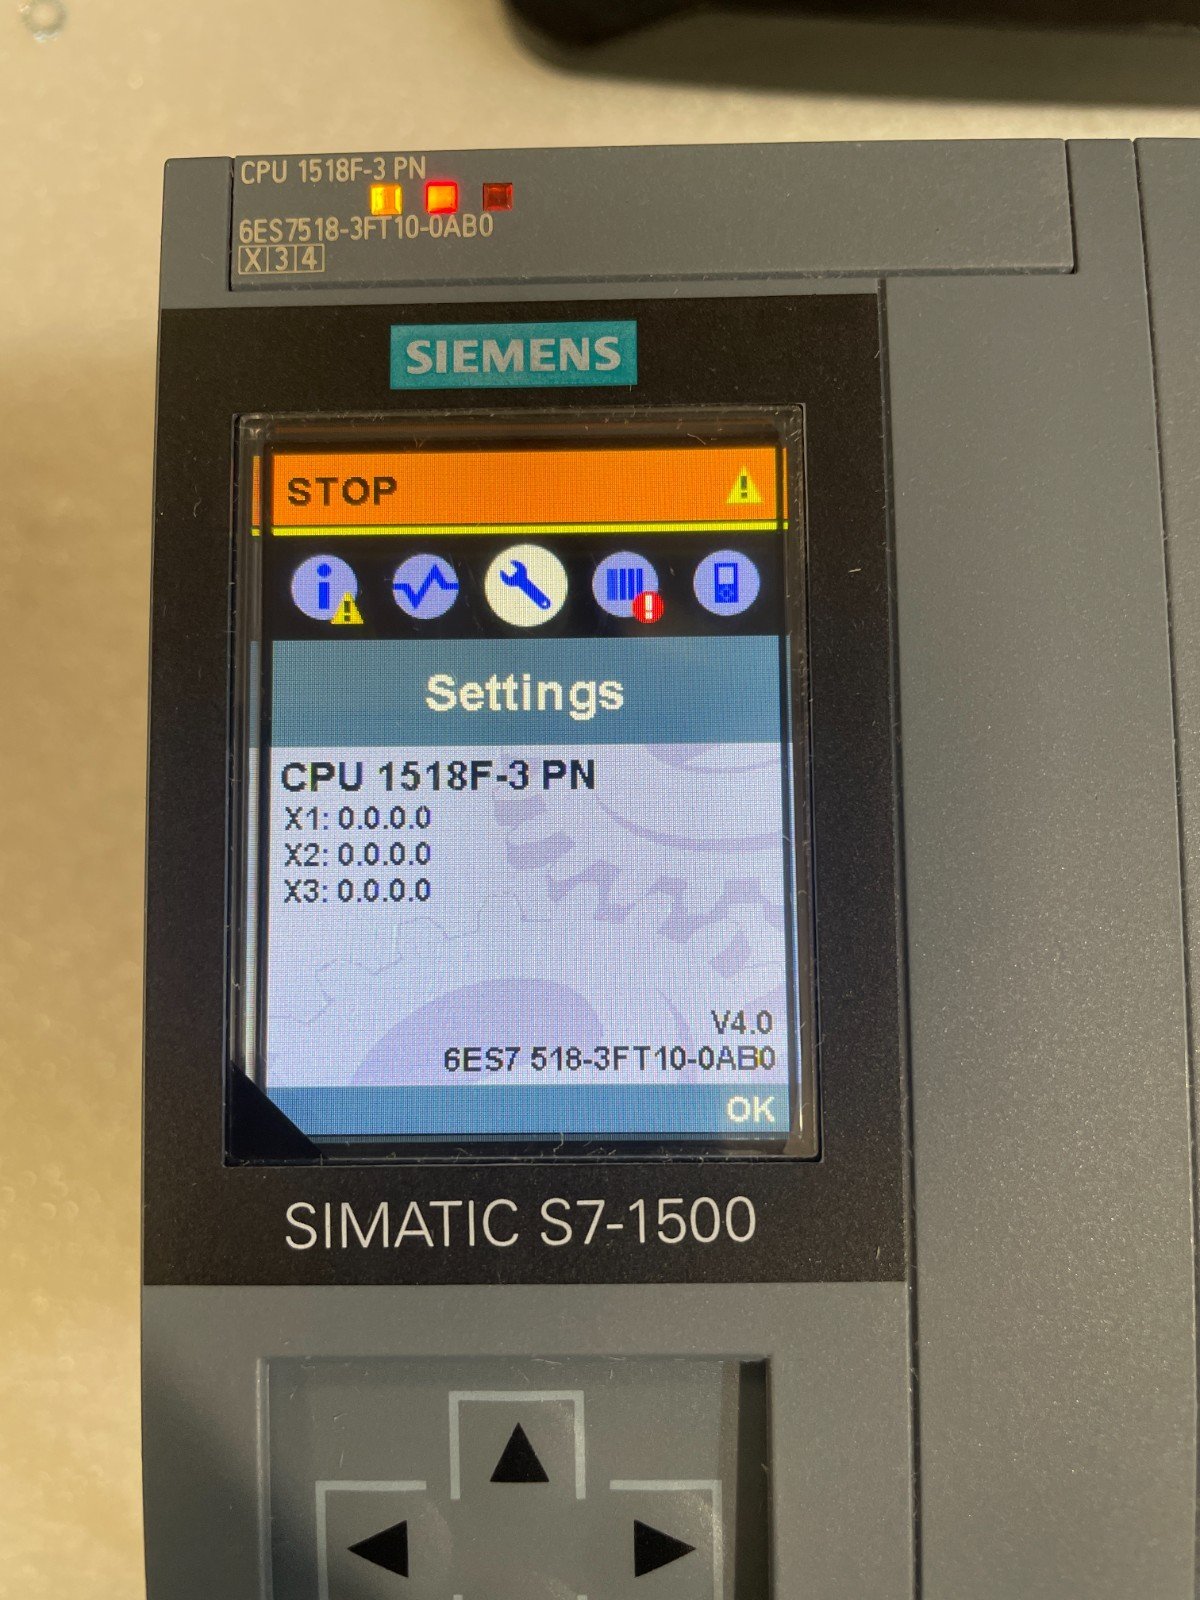 CPU 1518F-3 PN
6ES7518-3FT10-0AB0
X 3 4
SIEMENS
STOP
Settings
CPU 1518F-3 PN
X1: 0.0.0.0
X2: 0.0.0.0
X3: 0.0.0.0
V4.0
6ES7 518-3FT10-0AB0
OK
SIMATIC S7-1500